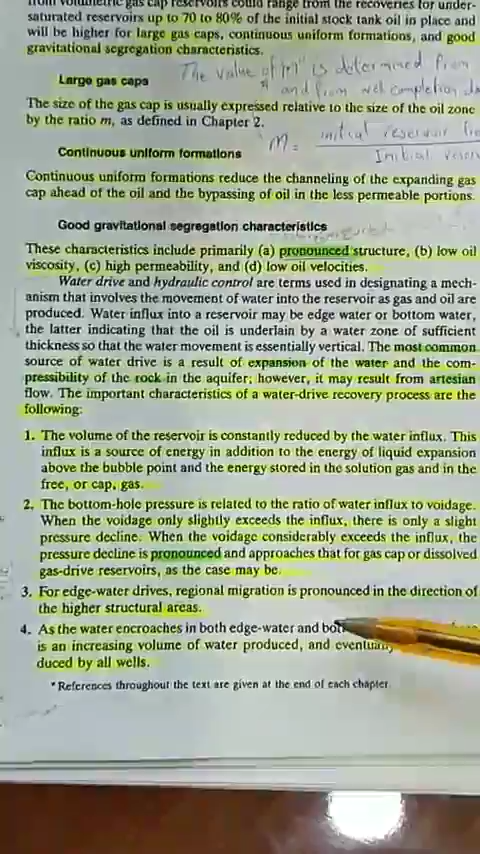 from volumetric gas cap reservoirs could range from the recoveries for under-
saturated reservoirs up to 70 to 80% of the initial stock tank oil in place and
will be higher for large gas caps, continuous uniform formations, and good
gravitational segregation characteristics.
The value of "m" is determined from
and from well completion
Large gas caps
The size of the gas cap is usually expressed relative to the size of the oil zone
by the ratio m, as defined in Chapter 2.
m = initial reservoir
Initial
Continuous uniform formations
Continuous uniform formations reduce the channeling of the expanding gas
cap ahead of the oil and the bypassing of oil in the less permeable portions.
Good gravitational segregation characteristics
These characteristics include primarily (a) pronounced structure, (b) low oil
viscosity, (c) high permeability, and (d) low oil velocities.
Water drive and hydraulic control are terms used in designating a mech-
anism that involves the movement of water into the reservoir as gas and oil are
produced. Water influx into a reservoir may be edge water or bottom water,
the latter indicating that the oil is underlain by a water zone of sufficient
thickness so that the water movement is essentially vertical. The most common
source of water drive is a result of expansion of the water and the com-
pressibility of the rock in the aquifer; however, it may result from artesian
flow. The important characteristics of a water-drive recovery process are the
following:
1. The volume of the reservoir is constantly reduced by the water influx. This
influx is a source of energy in addition to the energy of liquid expansion
above the bubble point and the energy stored in the solution gas and in the
free, or cap, gas.
2. The bottom-hole pressure is related to the ratio of water influx to voidage.
When the voidage only slightly exceeds the influx, there is only a slight
pressure decline. When the voidage considerably exceeds the influx, the
pressure decline is pronounced and approaches that for gas cap or dissolved
gas-drive reservoirs, as the case may be.
3. For edge-water drives, regional migration is pronounced in the direction of
the higher structural areas.
4. As the water encroaches in both edge-water and
is an increasing volume of water produced, and
duced by all wells.
* References throughout the text are given at the end of each chapter.